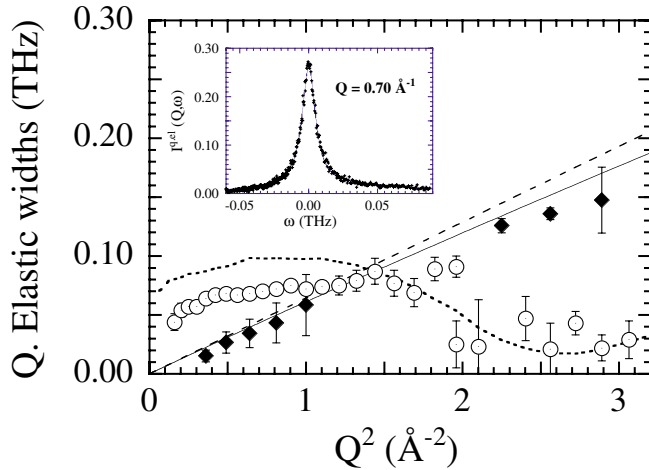 0.30
0.20
0.10
0.00
Q. Elastic widths (THz)
0.30
0.20
0.10
0.00
I^{q.el} (Q,ω)
Q = 0.70 Å⁻¹
-0.05 0.00 0.05
ω (THz)
0 1 2 3
Q² (Å⁻²)